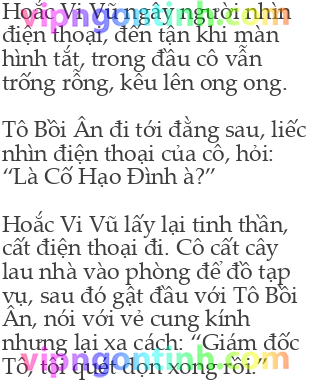 Hoắc Vi Vũ ngây người nhìn
điện thoại, đến tận khi màn
hình tắt, trong đầu cô vẫn
trống rỗng, kêu lên ong ong.
Tô Bồi Ân đi tới đằng sau, liếc
nhìn điện thoại của cô, hỏi:
“Là Cố Hạo Đình à?”
Hoắc Vi Vũ lấy lại tinh thần,
cất điện thoại đi. Cô cất cây
lau nhà vào phòng để đồ tạp
vụ, sau đó gật đầu với Tô Bồi
Ân, nói với vẻ cung kính
nhưng lại xa cách: “Giám đốc
Tô, tôi quét dọn xong rồi.”
vipngontinh.com
vipngontinh.com